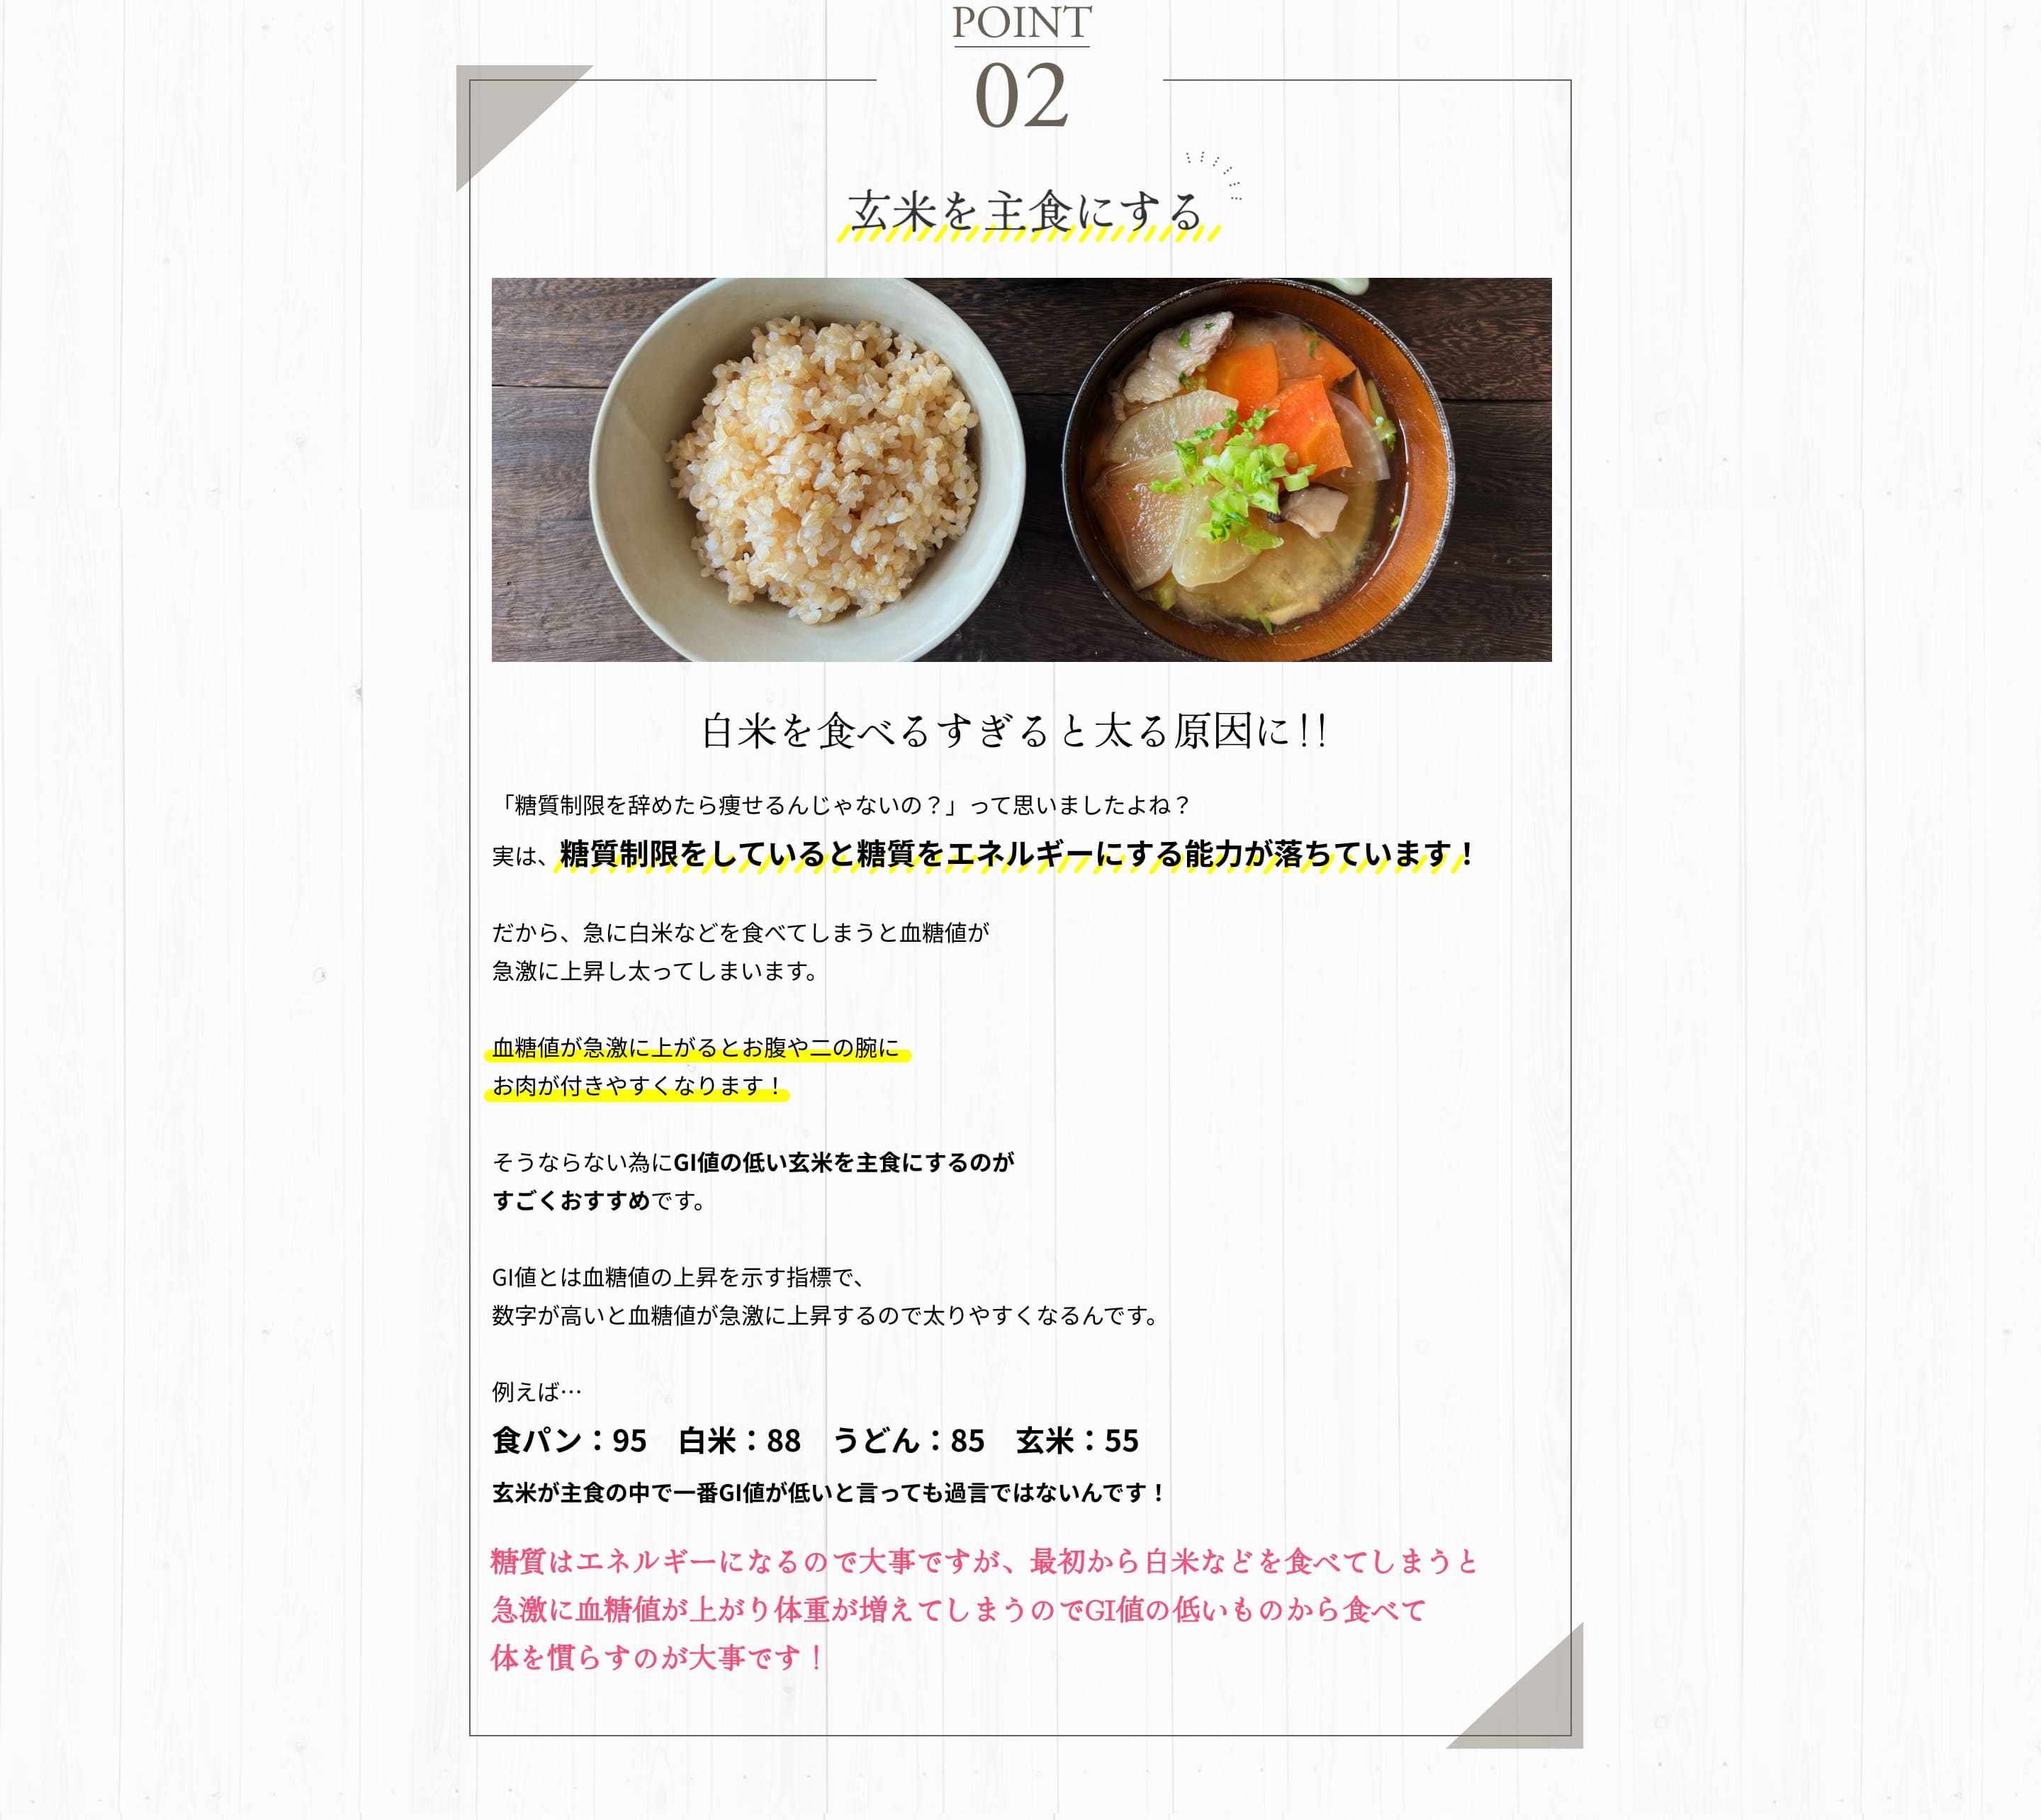 POINT
02
玄米を主食にする
白米を食べるすぎると太る原因に!!
「糖質制限を辞めたら痩せるんじゃないの？」って思いましたよね？
実は、糖質制限をしていると糖質をエネルギーにする能力が落ちています！
だから、急に白米などを食べてしまうと血糖値が
急激に上昇し太ってしまいます。
血糖値が急激に上がるとお腹や二の腕に
お肉が付きやすくなります！
そうならない為にGI値の低い玄米を主食にするのが
すごくおすすめです。
GI値とは血糖値の上昇を示す指標で、
数字が高いと血糖値が急激に上昇するので太りやすくなるんです。
例えば…
食パン：95　白米：88　うどん：85　玄米：55
玄米が主食の中で一番GI値が低いと言っても過言ではないんです！
糖質はエネルギーになるので大事ですが、最初から白米などを食べてしまうと
急激に血糖値が上がり体重が増えてしまうのでGI値の低いものから食べて
体を慣らすのが大事です！